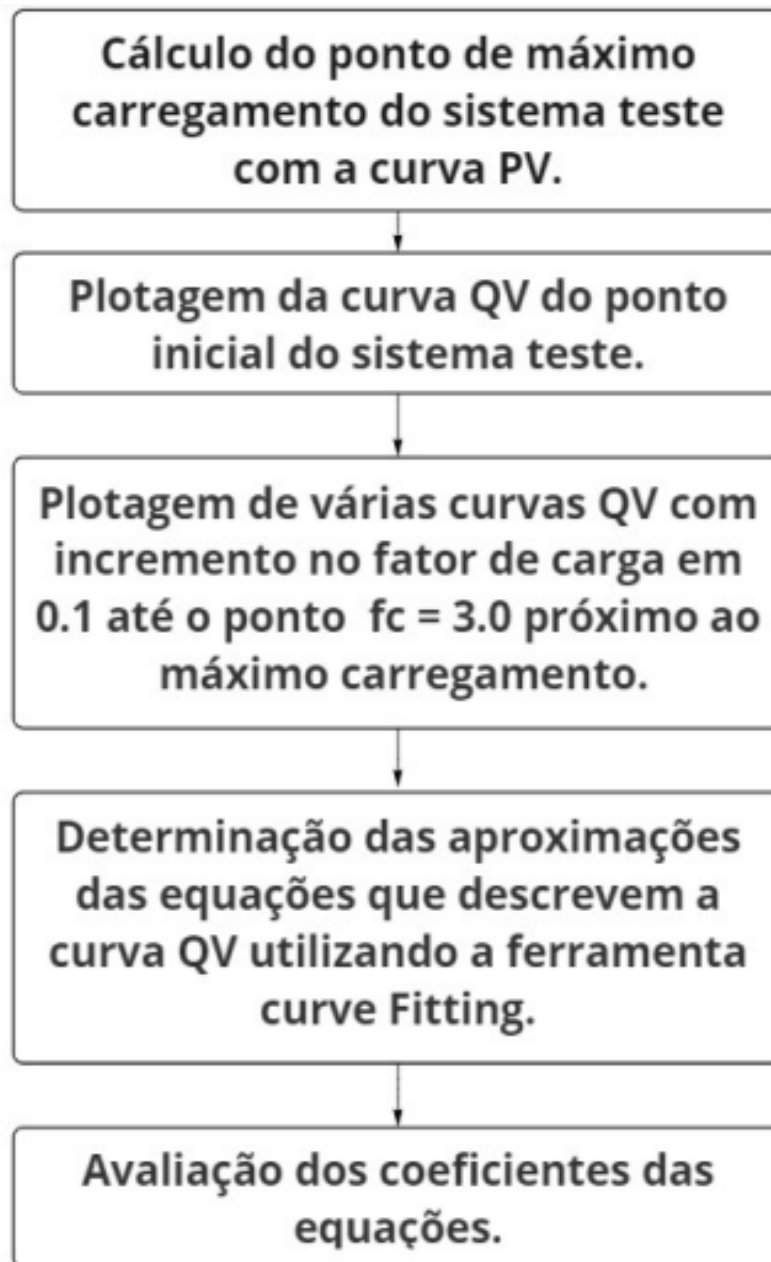 Cálculo do ponto de máximo
carregamento do sistema teste
com a curva PV.
Plotagem da curva QV do ponto
inicial do sistema teste.
Plotagem de várias curvas QV com
incremento no fator de carga em
0.1 até o ponto fc = 3.0 próximo ao
máximo carregamento.
Determinação das aproximações
das equações que descrevem a
curva QV utilizando a ferramenta
curve Fitting.
Avaliação dos coeficientes das
equações.